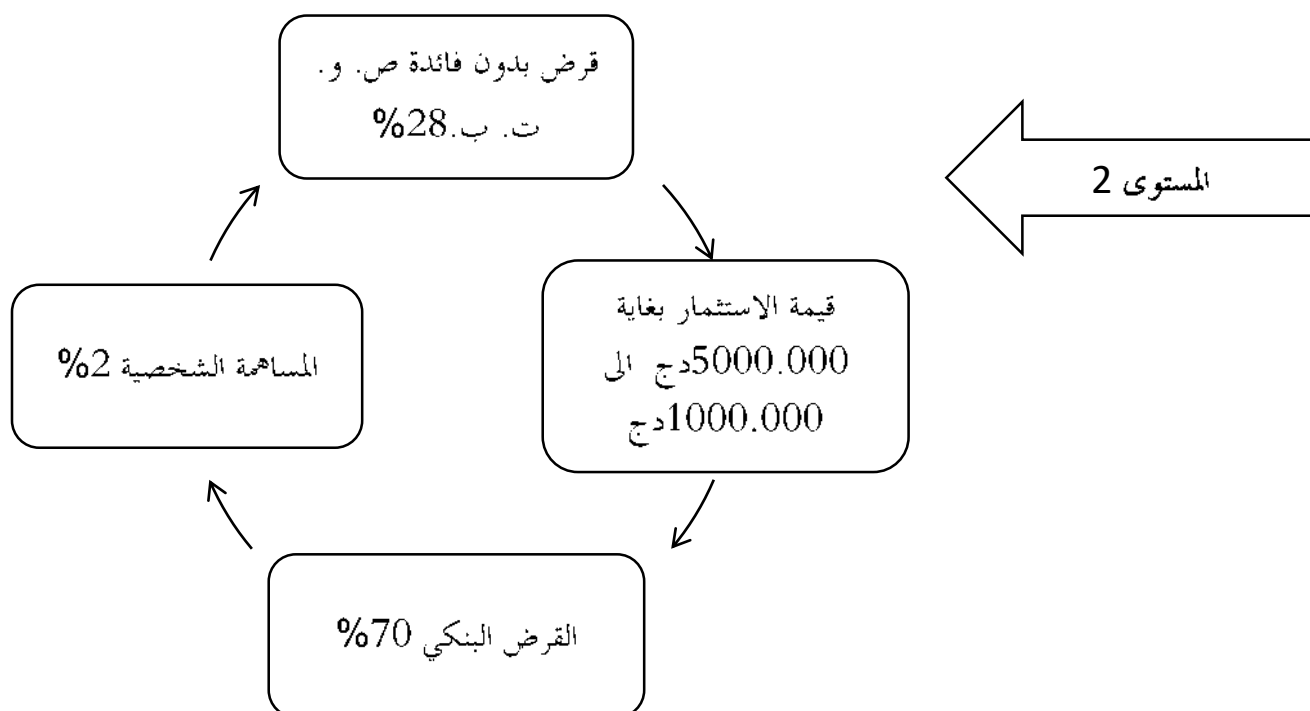 قرض بدون فائدة ص. و.
ت. ب.28%
المستوى 2
قيمة الاستثمار بغاية
5000.000دج الى
1000.000دج
المساهمة الشخصية 2%
القرض البنكي 70%